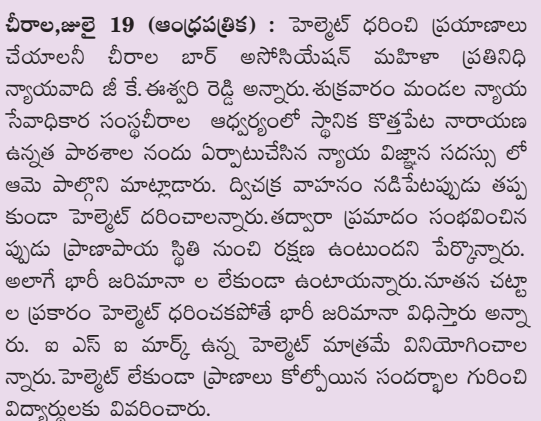 చీరాల,జులై 19 (ఆంధ్రపత్రిక) : హెల్మెట్ ధరించి ప్రయాణాలు
చేయాలనీ చీరాల బార్ అసోసియేషన్ మహిళా ప్రతినిధి
న్యాయవాది జీ కే.ఈశ్వరి రెడ్డి అన్నారు.శుక్రవారం మండల న్యాయ
సేవాధికార సంస్థచీరాల ఆధ్వర్యంలో స్థానిక కొత్తపేట నారాయణ
ఉన్నత పాఠశాల నందు ఏర్పాటుచేసిన న్యాయ విజ్ఞాన సదస్సు లో
ఆమె పాల్గొని మాట్లాడారు. ద్విచక్ర వాహనం నడిపేటప్పుడు తప్ప
కుండా హెల్మెట్ దరించాలన్నారు.తద్వారా ప్రమాదం సంభవించిన
ప్పుడు ప్రాణాపాయ స్థితి నుంచి రక్షణ ఉంటుందని పేర్కొన్నారు.
అలాగే భారీ జరిమానా ల లేకుండా ఉంటాయన్నారు.నూతన చట్టా
ల ప్రకారం హెల్మెట్ ధరించకపోతే భారీ జరిమానా విధిస్తారు అన్నా
రు. ఐ ఎస్ ఐ మార్క్ ఉన్న హెల్మెట్ మాత్రమే వినియోగించాల
న్నారు.హెల్మెట్ లేకుండా ప్రాణాలు కోల్పోయిన సందర్భాల గురించి
విద్యార్థులకు వివరించారు.